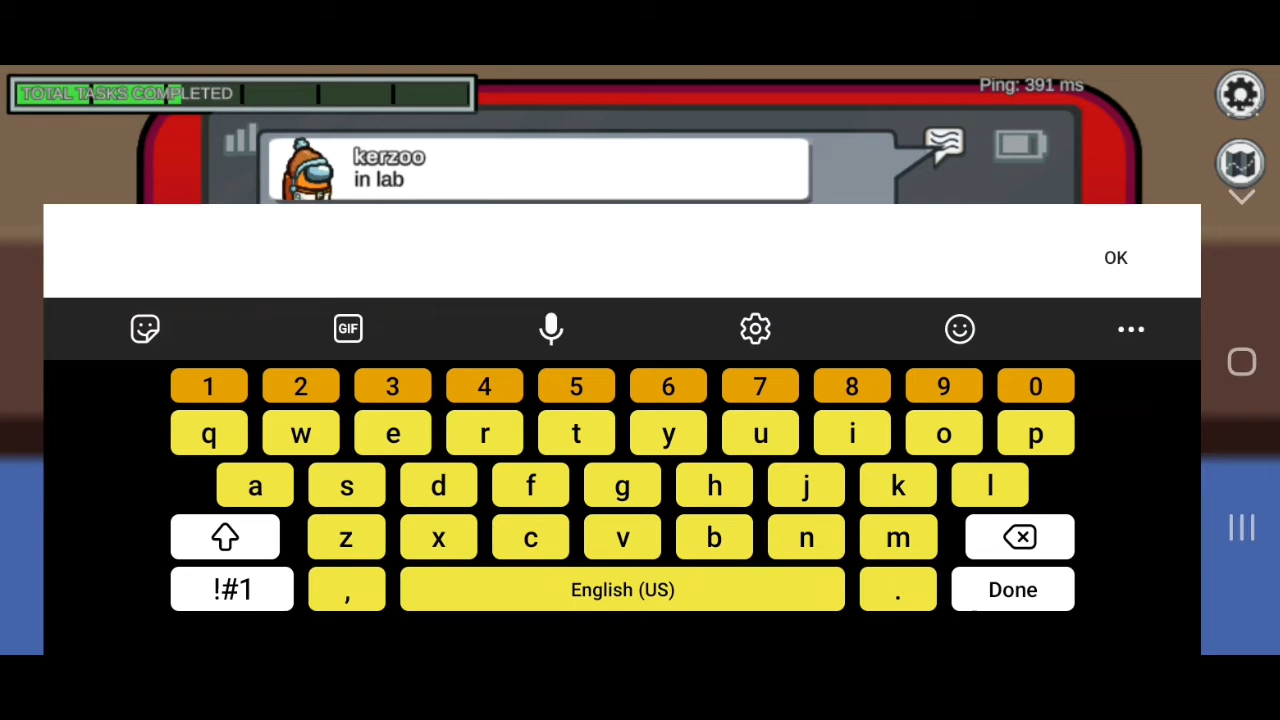 TOTAL TASKS COMPLETED
Ping: 391 ms
kerzoo
in lab
OK
GIF
1 2 3 4 5 6 7 8 9 0
q w e r t y u i o p
a s d f g h j k l
z x c v b n m
!#1 , English (US) . Done